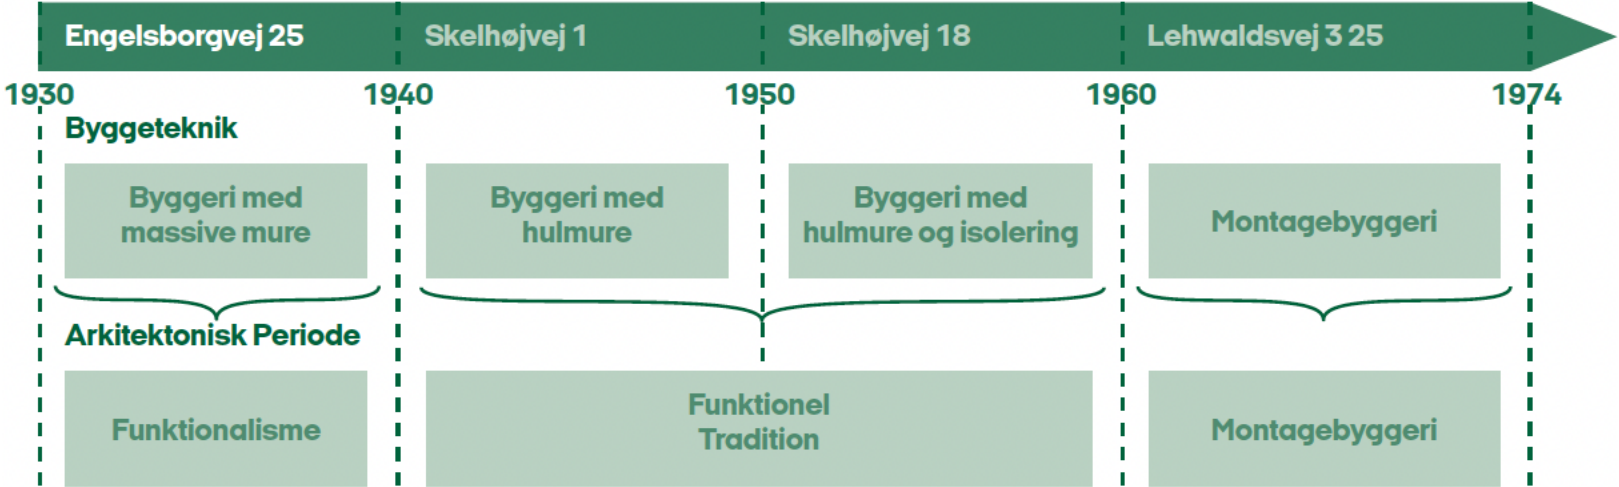 Engelsborgvej 25
Skelhøjvej 1
Skelhøjvej 18
Lehwaldsvej 3 25
1930
1940
1950
1960
1974
Byggeteknik
Byggeri med
massive mure
Byggeri med
hulmure
Byggeri med
hulmure og isolering
Montagebyggeri
Arkitektonisk Periode
Funktionalisme
Funktionel
Tradition
Montagebyggeri